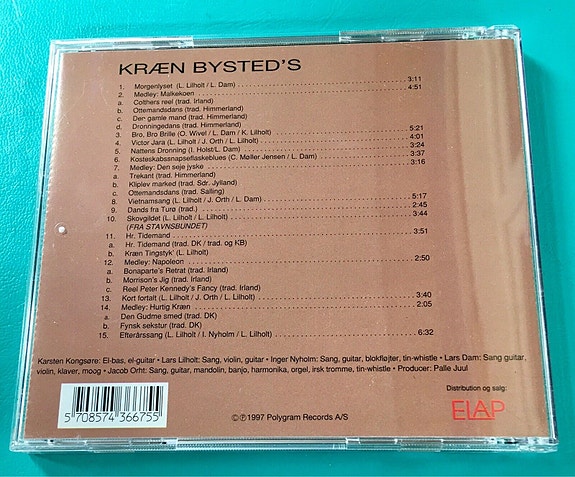 KRÆN BYSTED'S
1. Morgenlyset (L. Lilholt / L. Dam) 3:11
2. Medley: Malkekoen 4:51
a. Colthers reel (trad. Irland)
b. Ottemandsdans (trad. Himmerland)
c. Den gamle mand (trad. Himmerland)
d. Dronningedans (trad. Himmerland)
3. Bro, Bro Brille (O. Wivel / L. Dam / K. Lilholt) 5:21
4. Victor Jara (L. Lilholt / J. Orth / L. Lilholt) 4:01
5. Nattens Dronning (I. Holst/L. Dam) 3:24
6. Kosteskabssnapseflaskeblues (C. Møller Jensen / L. Dam) 3:37
7. Medley: Den seje jyske 3:16
a. Trekant (trad. Himmerland)
b. Kliplev marked (trad. Sdr. Jylland)
c. Ottemandsdans (trad. Salling)
8. Vietnamsang (L. Lilholt / J. Orth / L. Dam) 5:17
9. Dands fra Turø (trad.) 2:45
10. Skovgildet (L. Lilholt / L. Lilholt) 3:44
(FRA STAVNSBUNDET)
11. Hr. Tidemand 3:51
a. Hr. Tidemand (trad. DK / trad. og KB)
b. Kræn Tingstyk' (L. Lilholt)
12. Medley: Napoleon 2:50
a. Bonaparte's Retrat (trad. Irland)
b. Morrison's Jig (trad. Irland)
c. Reel Peter Kennedy's Fancy (trad. Irland)
13. Kort fortalt (L. Lilholt / J. Orth / L. Lilholt) 3:40
14. Medley: Hurtig Kræn 2:05
a. Den Gudme smed (trad. DK)
b. Fynsk sekstur (trad. DK)
15. Efterårssang (L. Lilholt / I. Nyholm / L. Lilholt) 6:32
Karsten Kongsøre: El-bas, el-guitar • Lars Lilholt: Sang, violin, guitar • Inger Nyholm: Sang, guitar, blokfløjter, tin-whistle • Lars Dam: Sang guitar,
violin, klaver, moog • Jacob Orht: Sang, guitar, mandolin, banjo, harmonika, orgel, irsk tromme, tin-whistle • Producer: Palle Juul
Distribution og salg:
ELAP
5 708574 366755
©℗1997 Polygram Records A/S